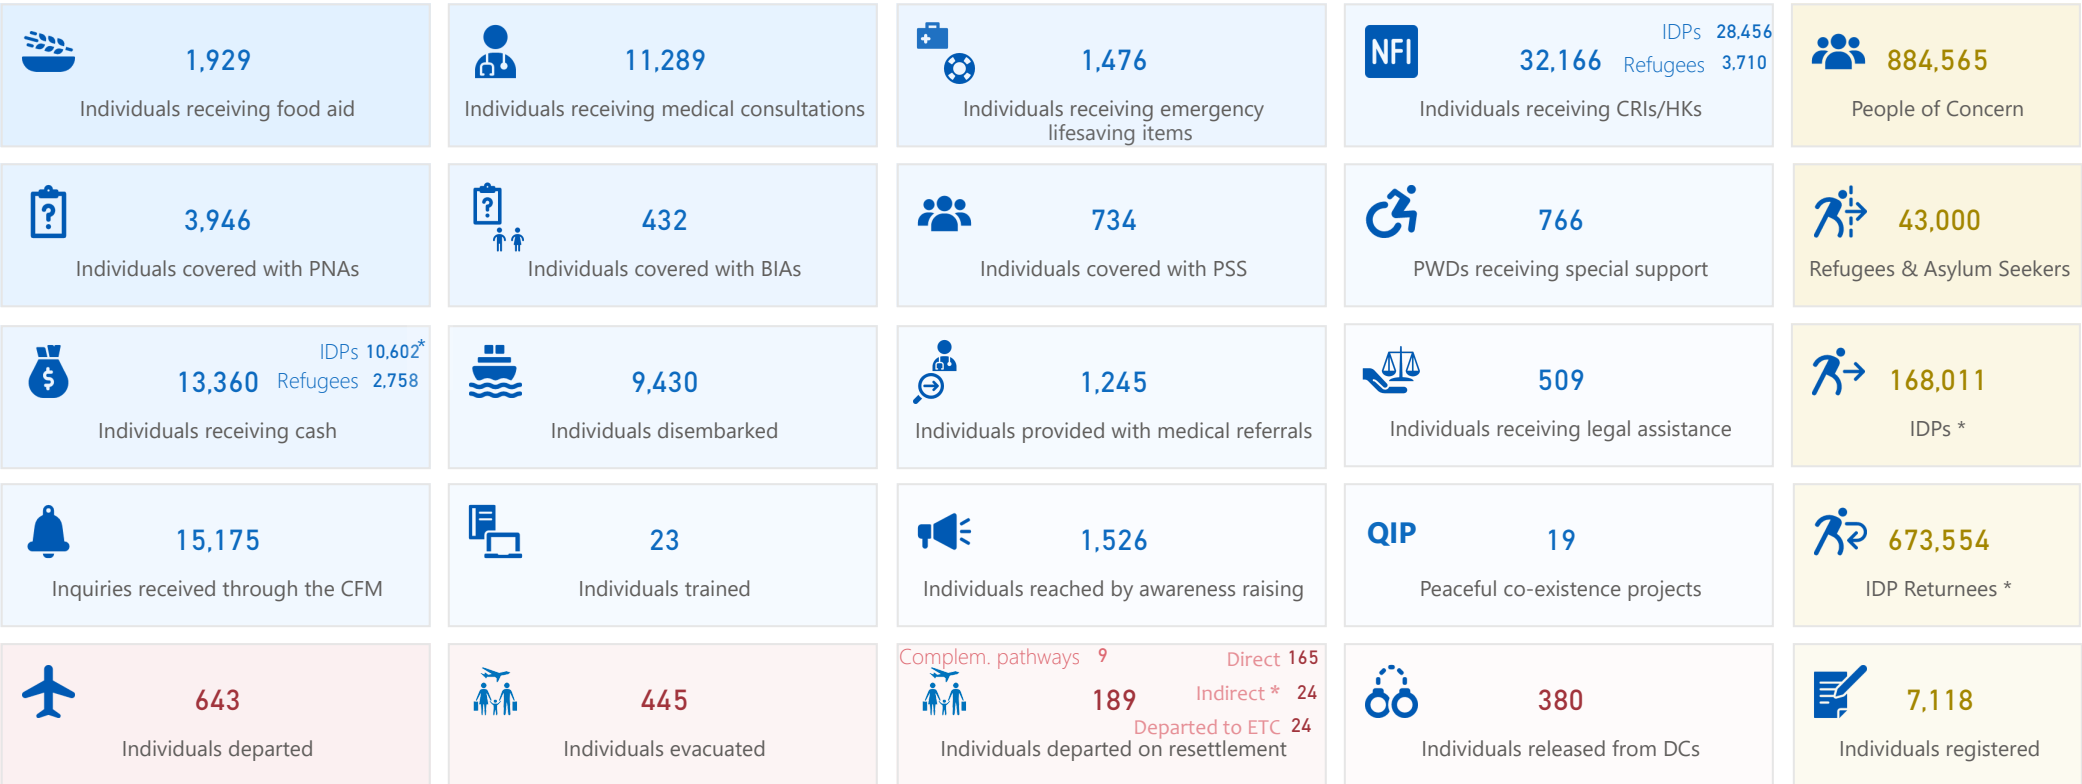 1,929
Individuals receiving food aid
11,289
Individuals receiving medical consultations
1,476
Individuals receiving emergency
lifesaving items
NFI
32,166
IDPs 28,456
Refugees 3,710
Individuals receiving CRIs/HKs
884,565
People of Concern
?
3,946
Individuals covered with PNAs
?
432
Individuals covered with BIAs
734
Individuals covered with PSS
766
PWDs receiving special support
43,000
Refugees & Asylum Seekers
$
13,360
IDPs 10,602*
Refugees 2,758
Individuals receiving cash
9,430
Individuals disembarked
1,245
Individuals provided with medical referrals
509
Individuals receiving legal assistance
168,011
IDPs *
15,175
Inquiries received through the CFM
23
Individuals trained
1,526
Individuals reached by awareness raising
QIP
19
Peaceful co-existence projects
673,554
IDP Returnees *
643
Individuals departed
445
Individuals evacuated
Complem. pathways 9
Direct 165
189
Indirect * 24
Departed to ETC 24
Individuals departed on resettlement
380
Individuals released from DCs
7,118
Individuals registered